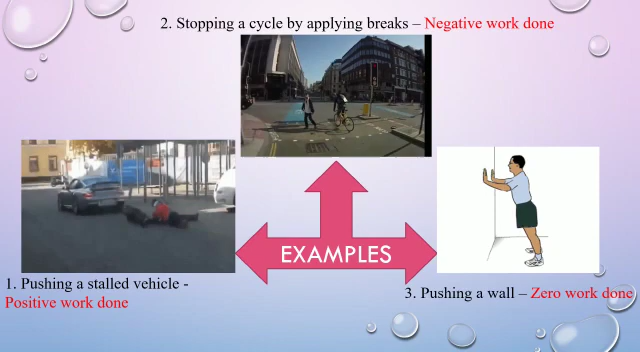 2. Stopping a cycle by applying breaks – Negative work done
EXAMPLES
1. Pushing a stalled vehicle -
Positive work done
3. Pushing a wall – Zero work done